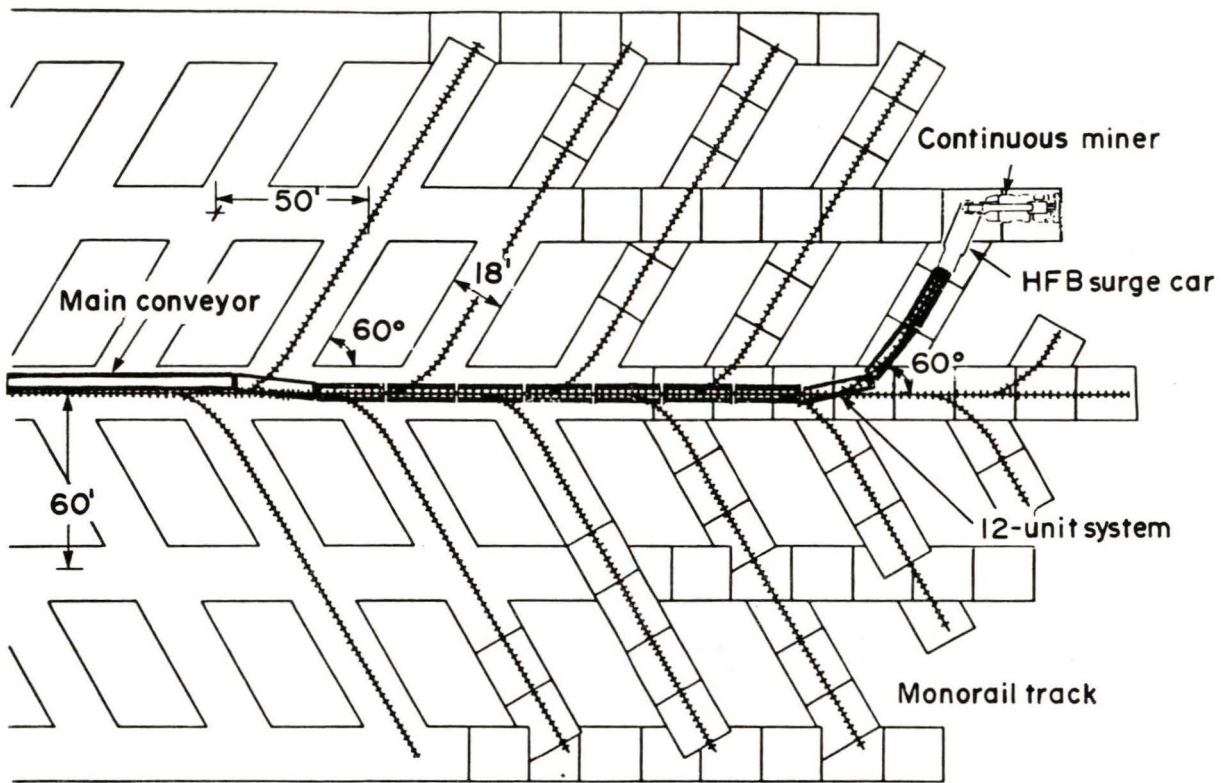 Continuous miner
50'
18'
HFB surge car
Main conveyor
60°
60°
60'
12-unit system
Monorail track